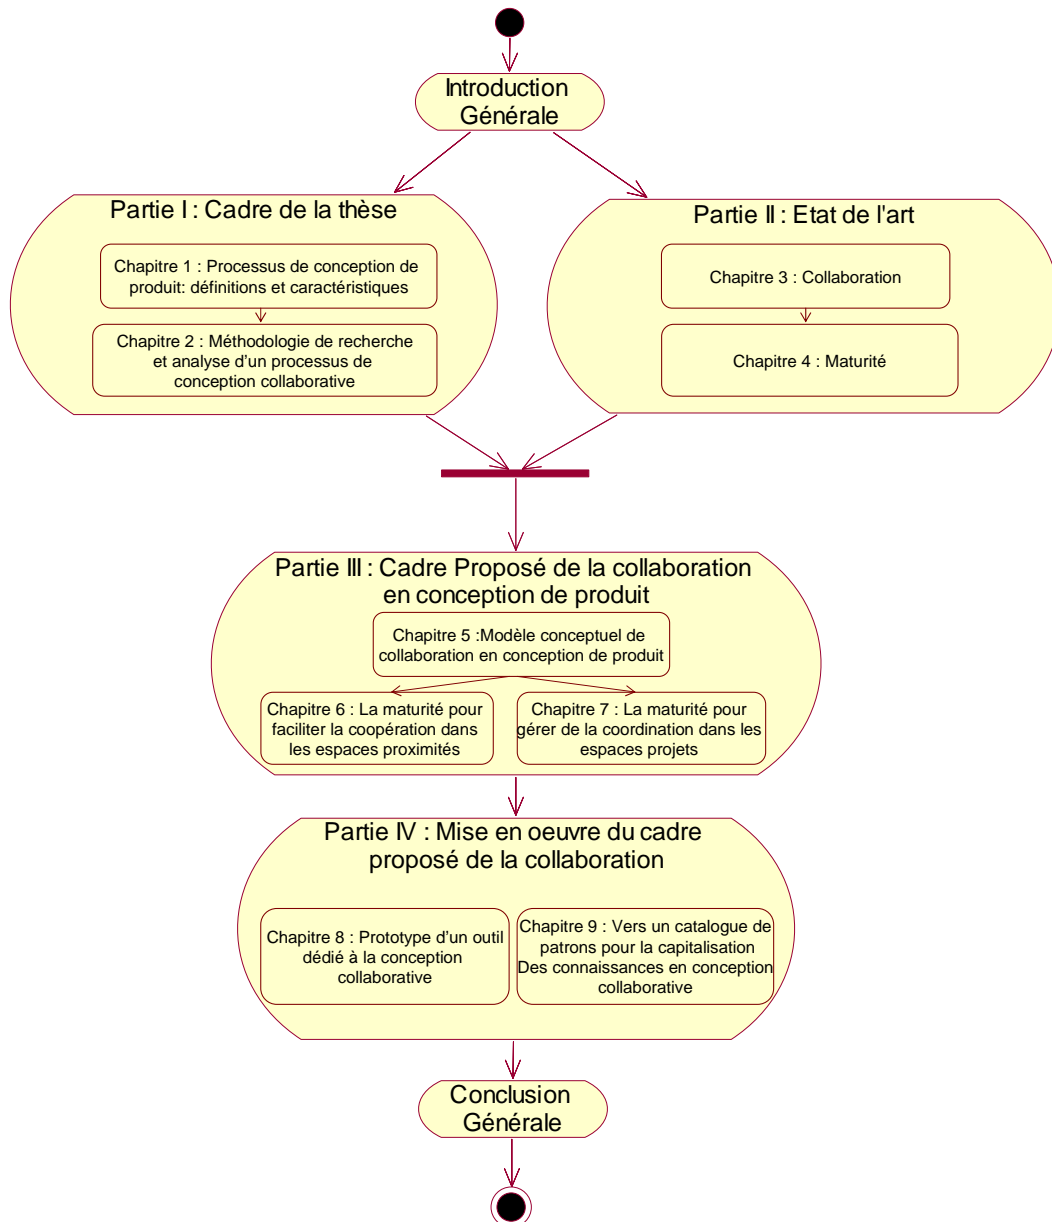 Introduction
Générale
Partie I : Cadre de la thèse
Chapitre 1 : Processus de conception de
produit: définitions et caractéristiques
Chapitre 2 : Méthodologie de recherche
et analyse d'un processus de
conception collaborative
Partie II : Etat de l'art
Chapitre 3 : Collaboration
Chapitre 4 : Maturité
Partie III : Cadre Proposé de la collaboration
en conception de produit
Chapitre 5 :Modèle conceptuel de
collaboration en conception de produit
Chapitre 6 : La maturité pour
faciliter la coopération dans
les espaces proximités
Chapitre 7 : La maturité pour
gérer de la coordination dans les
espaces projets
Partie IV : Mise en oeuvre du cadre
proposé de la collaboration
Chapitre 8 : Prototype d'un outil
dédié à la conception
collaborative
Chapitre 9 : Vers un catalogue de
patrons pour la capitalisation
Des connaissances en conception
collaborative
Conclusion
Générale